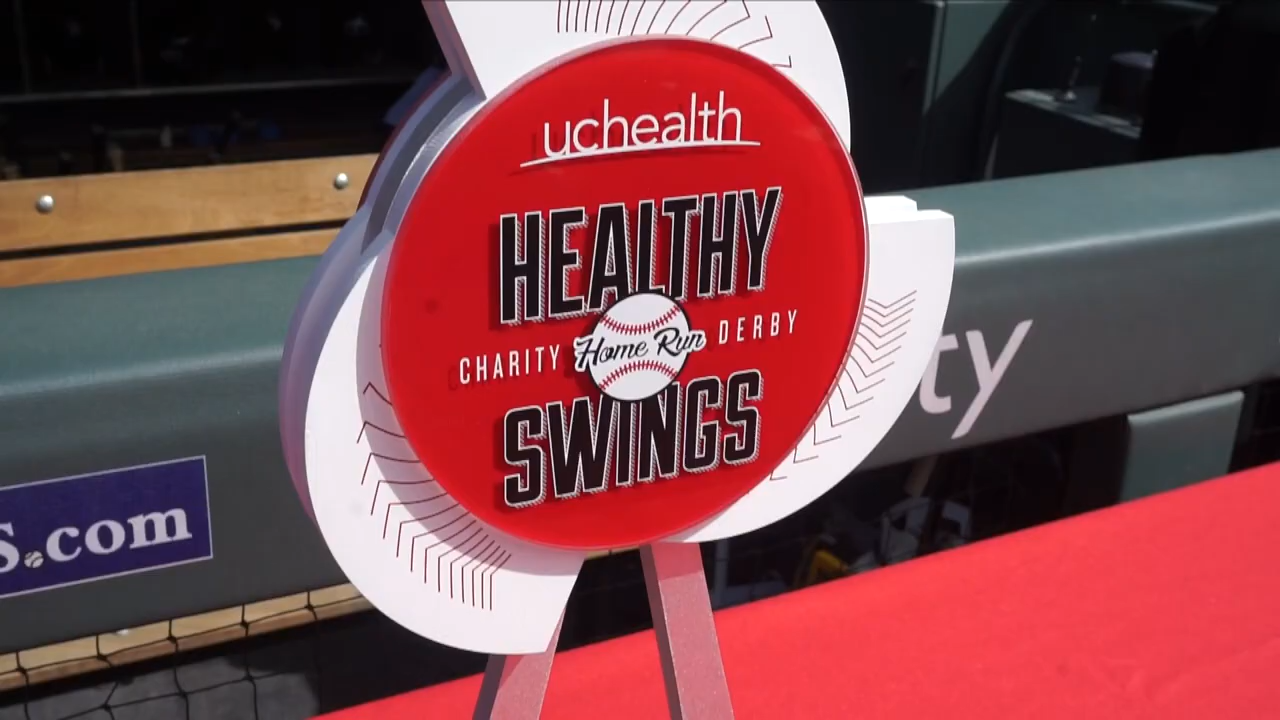 uchealth
HEALTHY
CHARITY Home Run DERBY
SWINGS
s.com
ty